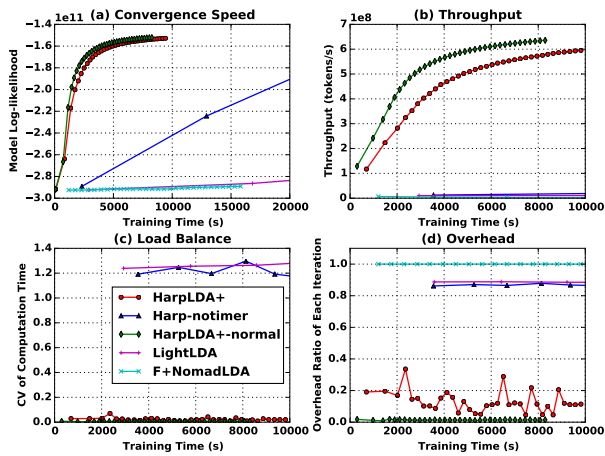 (a) Convergence Speed
−1.4 1e11
−1.6
−1.8
−2.0
−2.2
−2.4
−2.6
−2.8
−3.0
Model Log-likelihood
0 5000 10000 15000 20000
Training Time (s)
(b) Throughput
7 1e8
6
5
4
3
2
1
0
Throughput (tokens/s)
0 2000 4000 6000 8000 10000
Training Time (s)
(c) Load Balance
1.4
1.2
1.0
0.8
0.6
0.4
0.2
0.0
CV of Computation Time
HarpLDA+
Harp-notimer
HarpLDA+-normal
LightLDA
F+NomadLDA
0 2000 4000 6000 8000 10000
Training Time (s)
(d) Overhead
1.0
0.8
0.6
0.4
0.2
0.0
Overhead Ratio of Each Iteration
0 2000 4000 6000 8000 10000
Training Time (s)